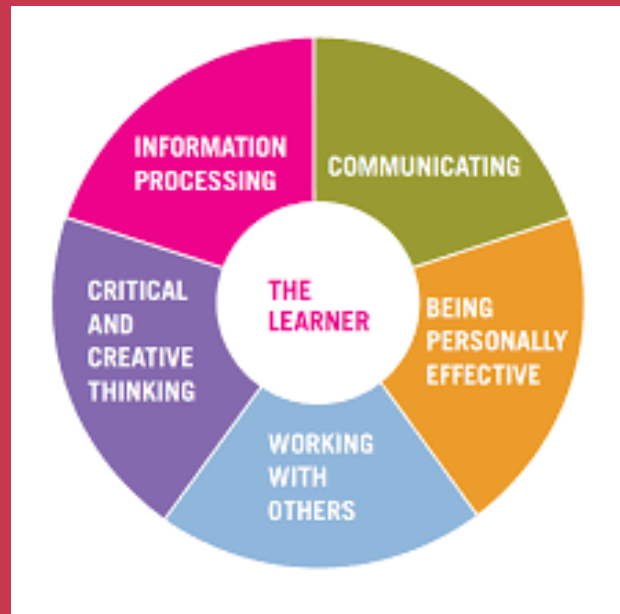 INFORMATION
PROCESSING
COMMUNICATING
CRITICAL
AND
CREATIVE
THINKING
THE
LEARNER
BEING
PERSONALLY
EFFECTIVE
WORKING
WITH
OTHERS